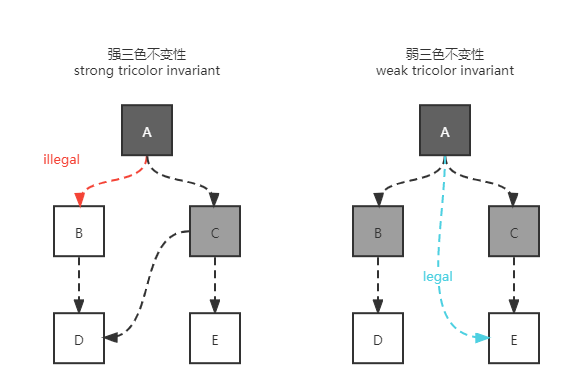 强三色不变性
strong tricolor invariant
A
illegal
B
C
D
E
弱三色不变性
weak tricolor invariant
A
B
C
legal
D
E